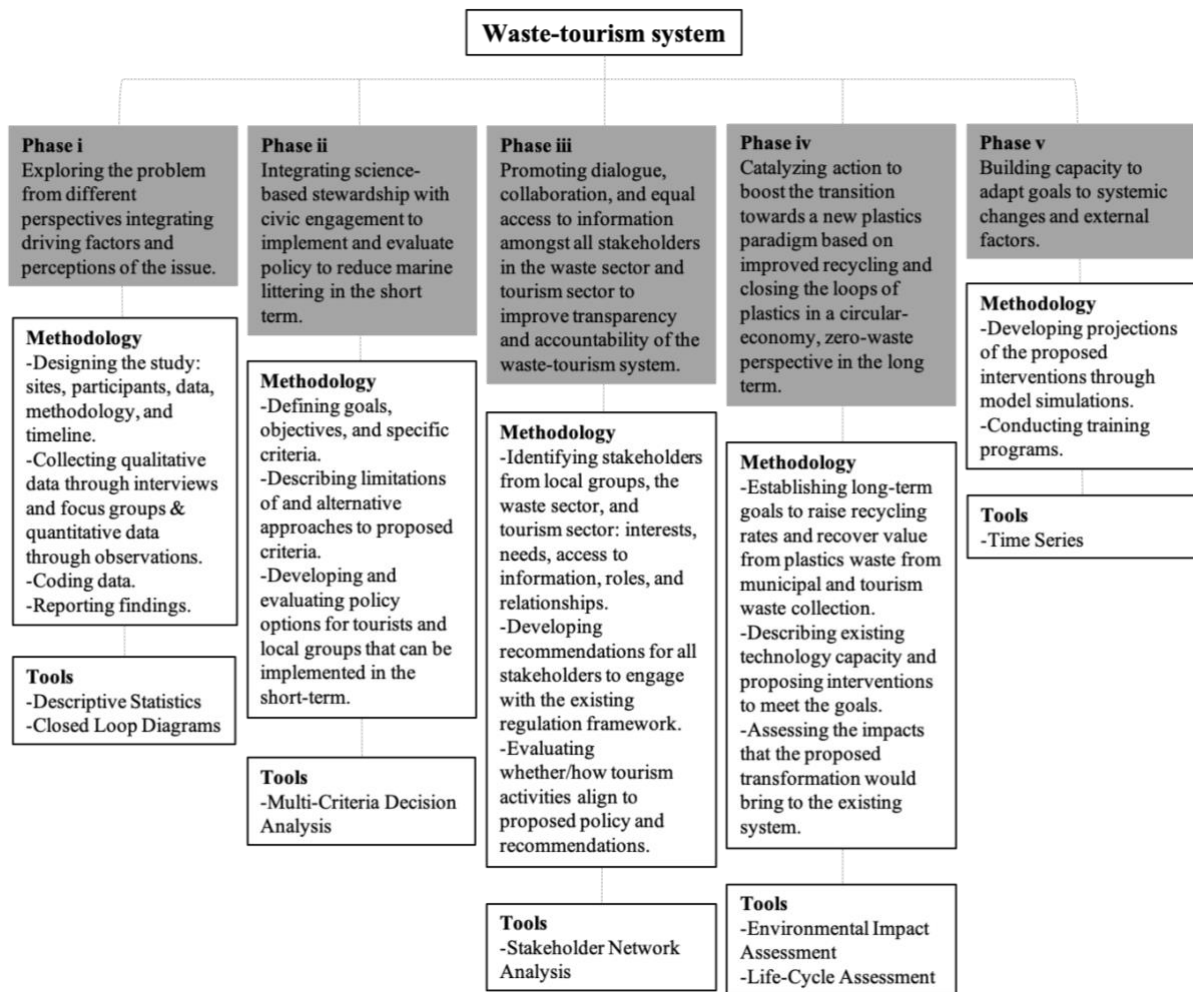 Waste-tourism system
Phase i
Exploring the problem
from different
perspectives integrating
driving factors and
perceptions of the issue.
Methodology
-Designing the study:
sites, participants, data,
methodology, and
timeline.
-Collecting qualitative
data through interviews
and focus groups &
quantitative data
through observations.
-Coding data.
-Reporting findings.
Tools
-Descriptive Statistics
-Closed Loop Diagrams
Phase ii
Integrating science-
based stewardship with
civic engagement to
implement and evaluate
policy to reduce marine
littering in the short
term.
Methodology
-Defining goals,
objectives, and specific
criteria.
-Describing limitations
of and alternative
approaches to proposed
criteria.
-Developing and
evaluating policy
options for tourists and
local groups that can be
implemented in the
short-term.
Tools
-Multi-Criteria Decision
Analysis
Phase iii
Promoting dialogue,
collaboration, and equal
access to information
amongst all stakeholders
in the waste sector and
tourism sector to
improve transparency
and accountability of the
waste-tourism system.
Methodology
-Identifying stakeholders
from local groups, the
waste sector, and
tourism sector: interests,
needs, access to
information, roles, and
relationships.
-Developing
recommendations for all
stakeholders to engage
with the existing
regulation framework.
-Evaluating
whether/how tourism
activities align to
proposed policy and
recommendations.
Tools
-Stakeholder Network
Analysis
Phase iv
Catalyzing action to
boost the transition
towards a new plastics
paradigm based on
improved recycling and
closing the loops of
plastics in a circular-
economy, zero-waste
perspective in the long
term.
Methodology
-Establishing long-term
goals to raise recycling
rates and recover value
from plastics waste from
municipal and tourism
waste collection.
-Describing existing
technology capacity and
proposing interventions
to meet the goals.
-Assessing the impacts
that the proposed
transformation would
bring to the existing
system.
Tools
-Environmental Impact
Assessment
-Life-Cycle Assessment
Phase v
Building capacity to
adapt goals to systemic
changes and external
factors.
Methodology
-Developing projections
of the proposed
interventions through
model simulations.
-Conducting training
programs.
Tools
-Time Series